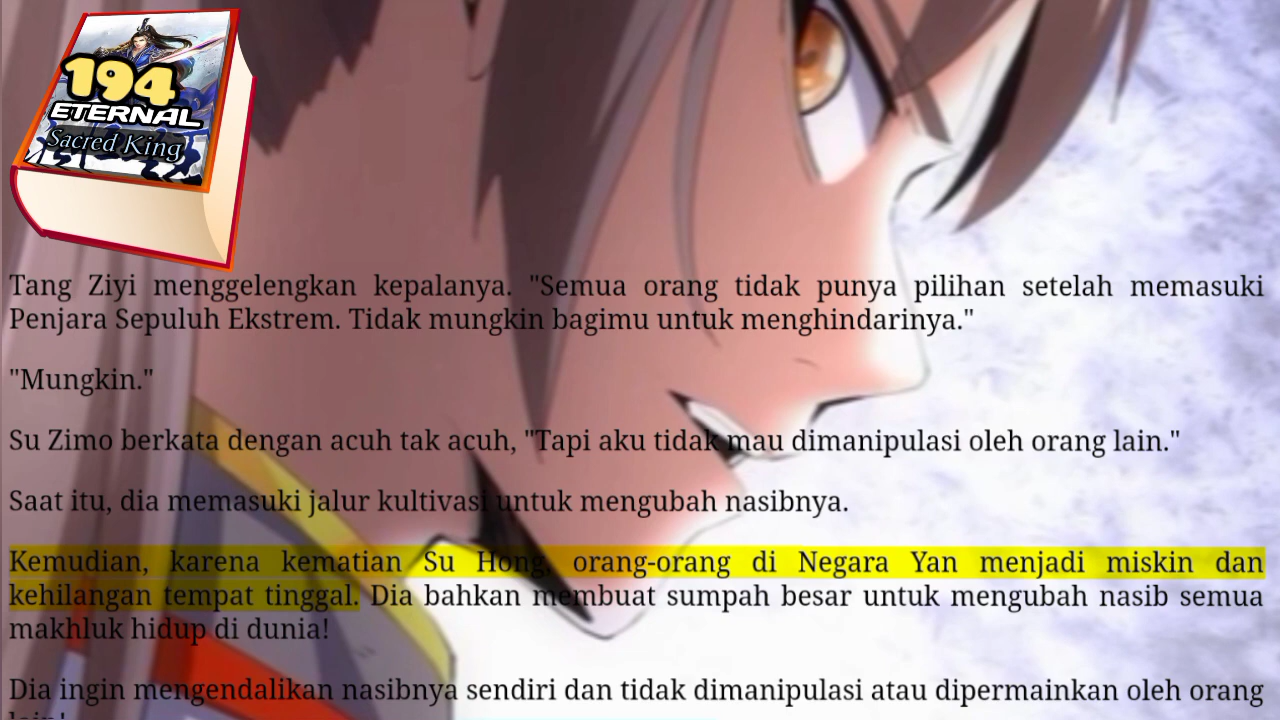 194
ETERNAL
Sacred King
Tang Ziyi menggelengkan kepalanya. "Semua orang tidak punya pilihan setelah memasuki
Penjara Sepuluh Ekstrem. Tidak mungkin bagimu untuk menghindarinya."
"Mungkin."
Su Zimo berkata dengan acuh tak acuh, "Tapi aku tidak mau dimanipulasi oleh orang lain."
Saat itu, dia memasuki jalur kultivasi untuk mengubah nasibnya.
Kemudian, karena kematian Su Hong, orang-orang di Negara Yan menjadi miskin dan
kehilangan tempat tinggal. Dia bahkan membuat sumpah besar untuk mengubah nasib semua
makhluk hidup di dunia!
Dia ingin mengendalikan nasibnya sendiri dan tidak dimanipulasi atau dipermainkan oleh orang
lain!